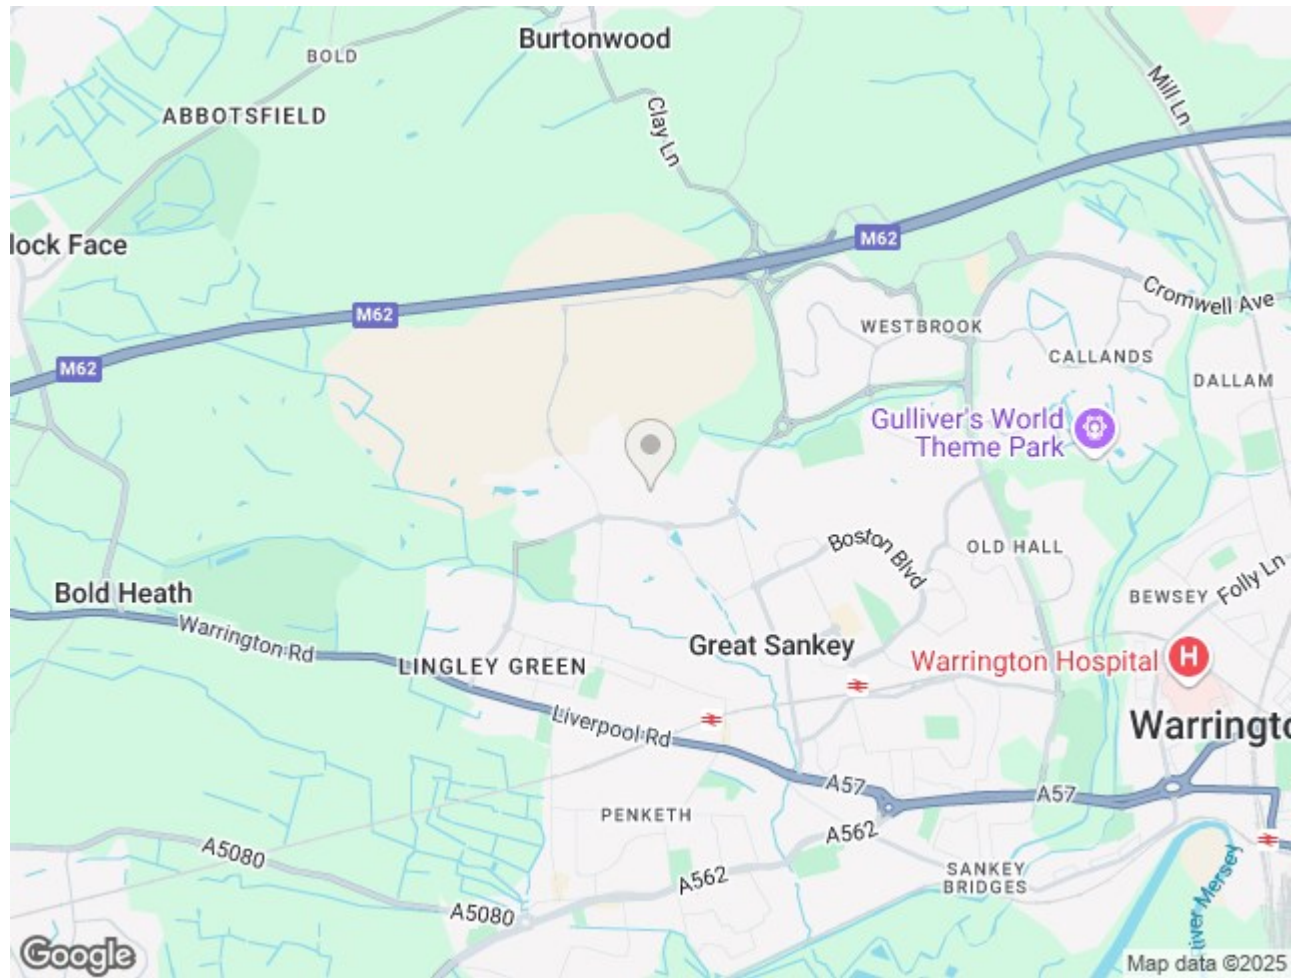 Burtonwood
BOLD
Mill Ln
Clay Ln
ABBOTSFIELD
M62
lock Face
Cromwell Ave
M62
WESTBROOK
CALLANDS
M62
DALLAM
Gulliver's World
Theme Park
Boston Blvd
OLD HALL
Folly Ln
Bold Heath
BEWSEY
Warrington Rd
Great Sankey
Warrington Hospital
H
LINGLEY GREEN
Liverpool Rd
Warringto
A57
A57
PENKETH
A562
A5080
SANKEY
BRIDGES
A562
River Mersey
A5080
Google
Map data ©2025